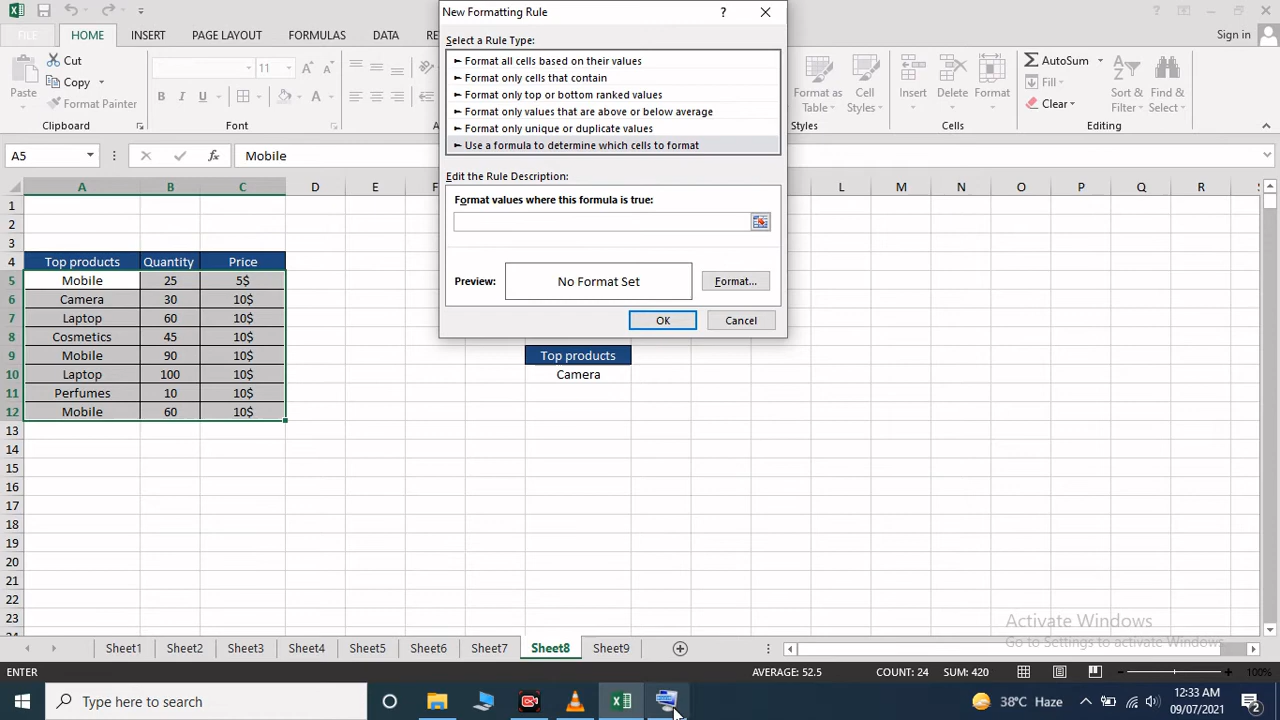 New Formatting Rule
?
Select a Rule Type:
► Format all cells based on their values
► Format only cells that contain
► Format only top or bottom ranked values
► Format only values that are above or below average
► Format only unique or duplicate values
► Use a formula to determine which cells to format
Edit the Rule Description:
Format values where this formula is true:
Preview:
No Format Set
Format...
OK
Cancel
?
Sign in
FILE
HOME
INSERT
PAGE LAYOUT
FORMULAS
DATA
RE
Paste
Cut
Copy
Format Painter
Clipboard
11
B I U
Font
Format as Table
Cell Styles
Styles
Insert
Delete
Format
Cells
AutoSum
Fill
Clear
Sort & Filter
Find & Select
Editing
A5
fx
Mobile
A B C D E F L M N O P Q R S
1
2
3
4 Top products Quantity Price
5 Mobile 25 5$
6 Camera 30 10$
7 Laptop 60 10$
8 Cosmetics 45 10$
9 Mobile 90 10$ Top products
10 Laptop 100 10$ Camera
11 Perfumes 10 10$
12 Mobile 60 10$
13
14
15
16
17
18
19
20
21
22
23
Activate Windows
Go to Settings to activate Windows.
Sheet1 Sheet2 Sheet3 Sheet4 Sheet5 Sheet6 Sheet7 Sheet8 Sheet9
ENTER
AVERAGE: 52.5 COUNT: 24 SUM: 420
100%
Type here to search
38°C Haze
12:33 AM
09/07/2021
2